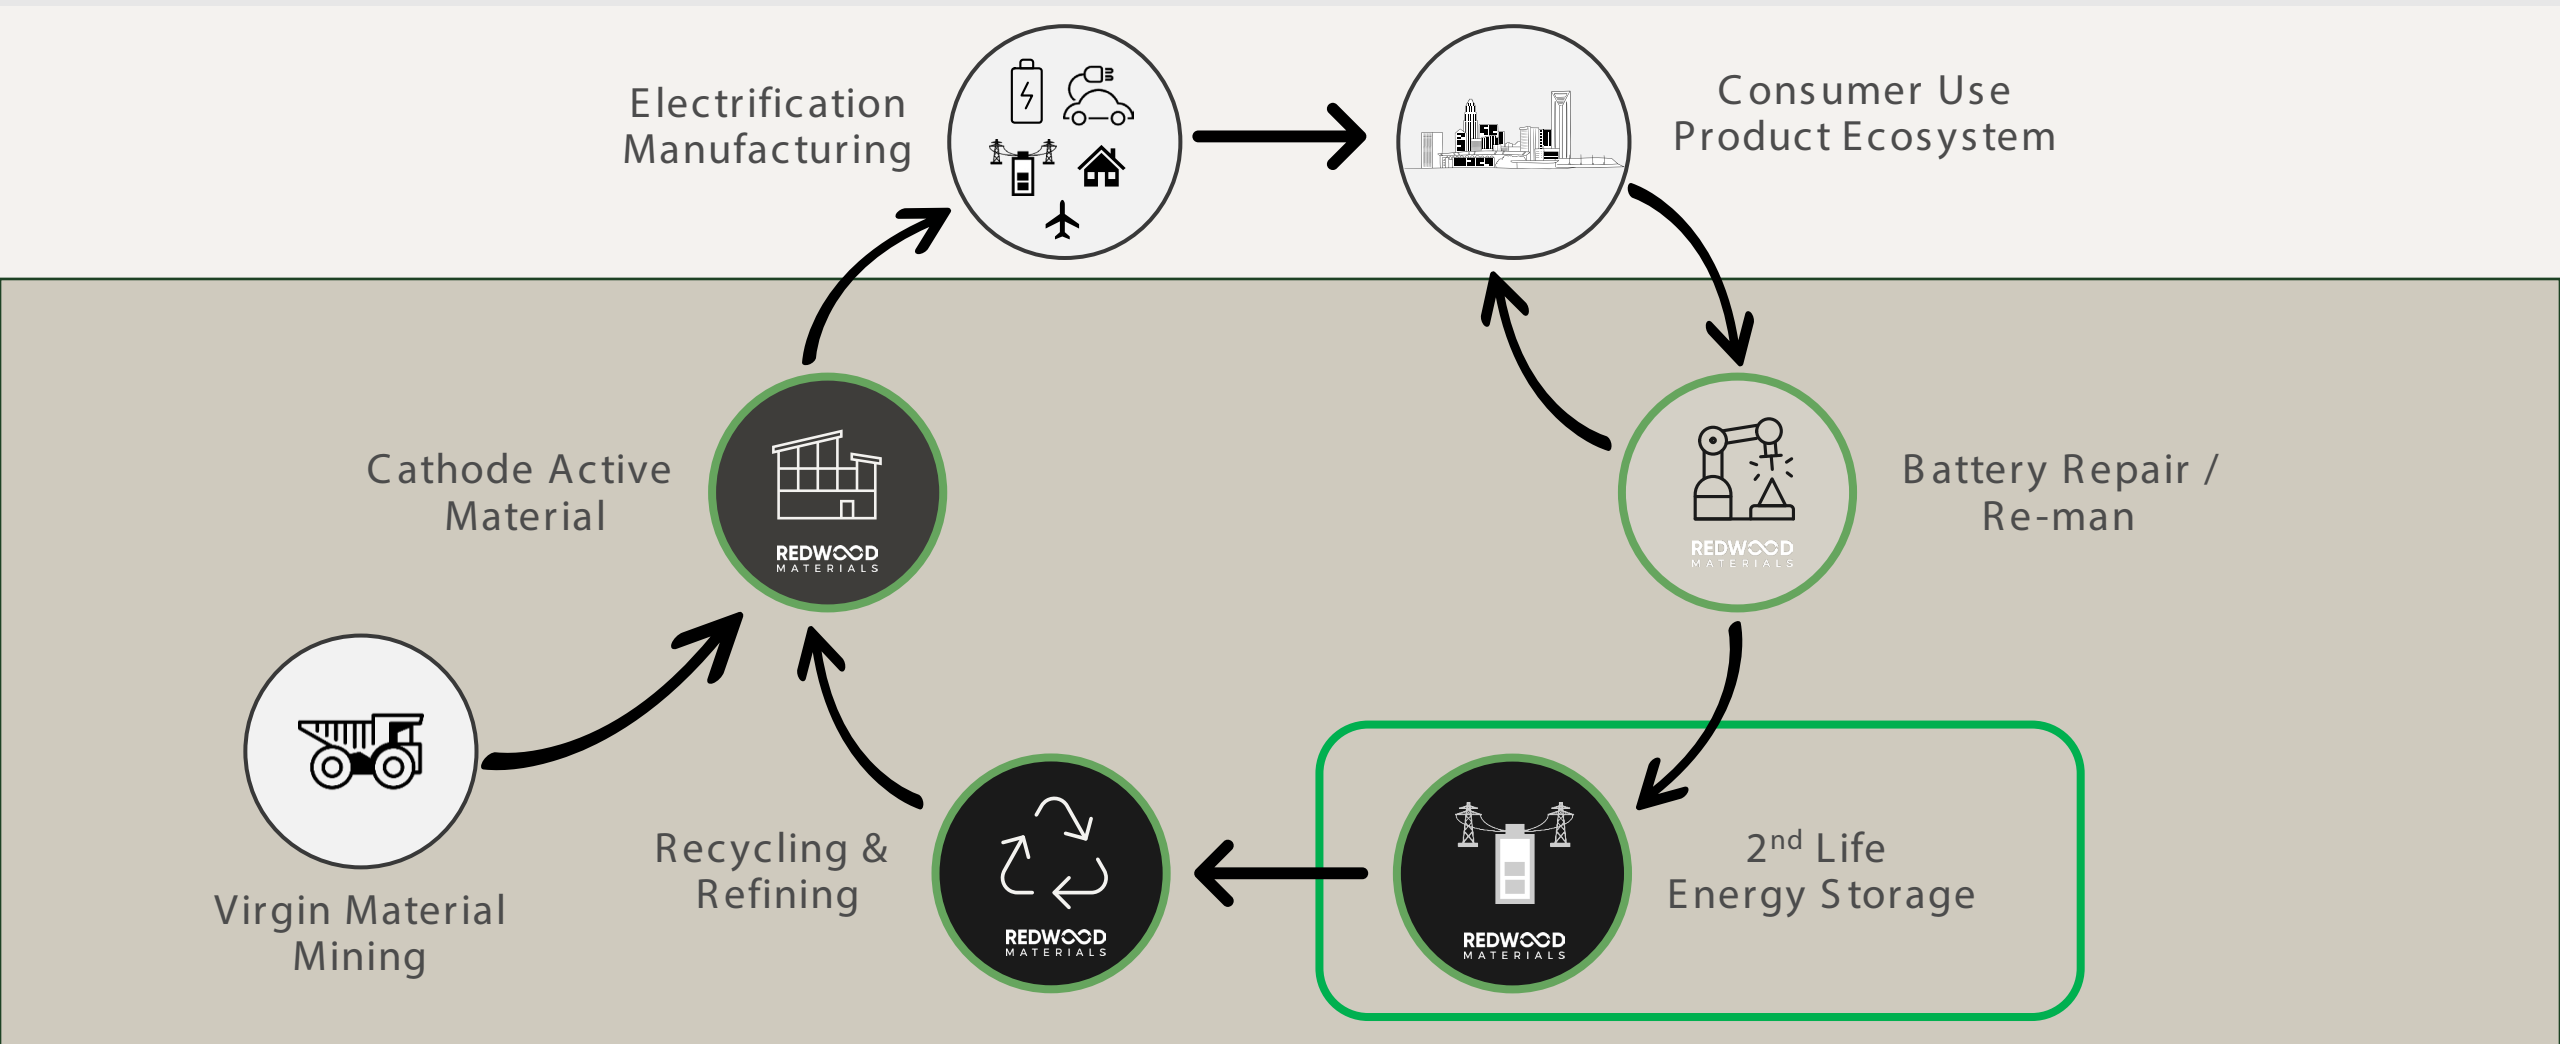 Electrification
Manufacturing
Consumer Use
Product Ecosystem
Cathode Active
Material
REDWOOD
MATERIALS
Battery Repair /
Re-man
REDWOOD
MATERIALS
Virgin Material
Mining
Recycling &
Refining
REDWOOD
MATERIALS
2nd Life
Energy Storage
REDWOOD
MATERIALS